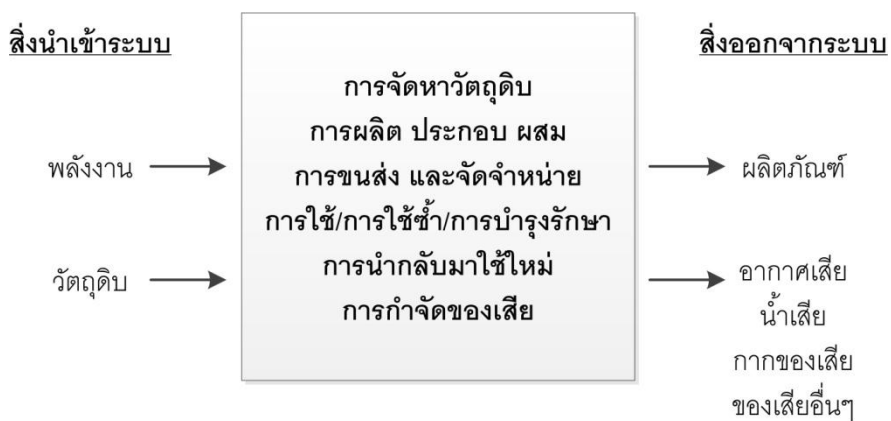 สิ่งนำเข้าระบบ
พลังงาน
วัตถุดิบ
การจัดหาวัตถุดิบ
การผลิต ประกอบ ผสม
การขนส่ง และจัดจำหน่าย
การใช้/การใช้ซ้ำ/การบำรุงรักษา
การนำกลับมาใช้ใหม่
การกำจัดของเสีย
สิ่งออกจากระบบ
ผลิตภัณฑ์
อากาศเสีย
น้ำเสีย
กากของเสีย
ของเสียอื่นๆ